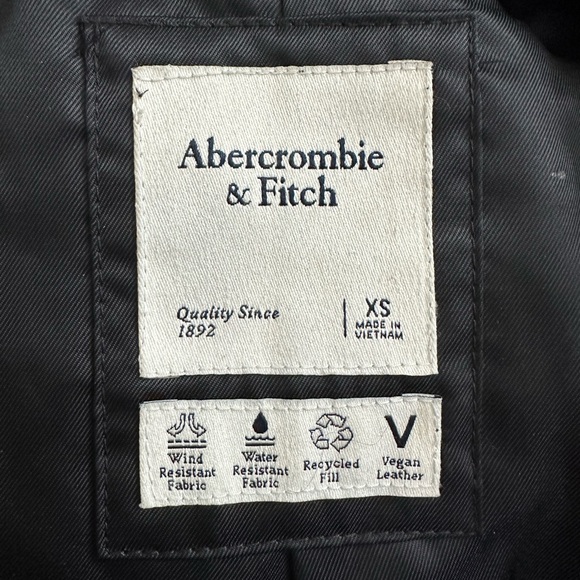 Abercrombie
& Fitch
Quality Since
1892
XS
MADE IN
VIETNAM
Wind
Resistant
Fabric
Water
Resistant
Fabric
Recycled
Fill
V
Vegan
Leather